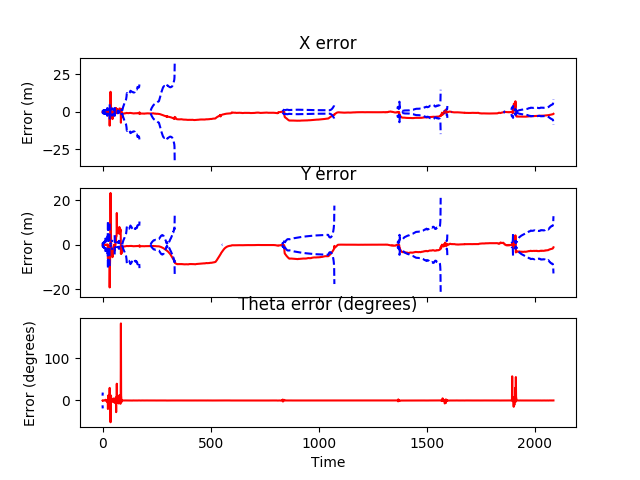 X error
Error (m)
25
0
−25
Y error
Error (m)
20
0
−20
Theta error (degrees)
Error (degrees)
100
0
0
500
1000
1500
2000
Time